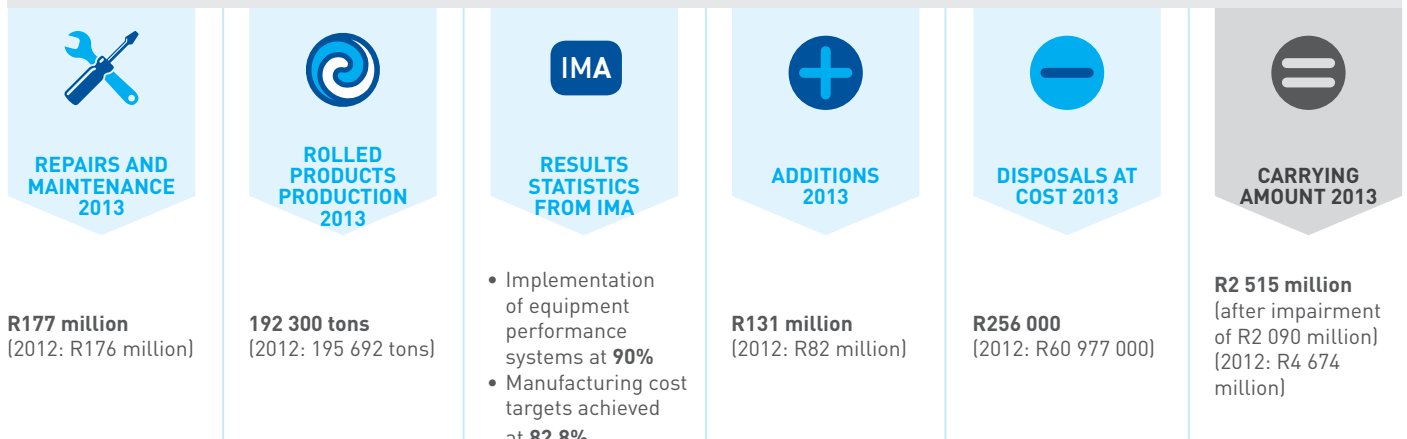 IMA
REPAIRS AND
MAINTENANCE
2013
R177 million
(2012: R176 million)
ROLLED
PRODUCTS
PRODUCTION
2013
192 300 tons
(2012: 195 692 tons)
RESULTS
STATISTICS
FROM IMA
• Implementation
of equipment
performance
systems at 90%
• Manufacturing cost
targets achieved
at 82,8%
ADDITIONS
2013
R131 million
(2012: R82 million)
DISPOSALS AT
COST 2013
R256 000
(2012: R60 977 000)
CARRYING
AMOUNT 2013
R2 515 million
(after impairment
of R2 090 million)
(2012: R4 674
million)